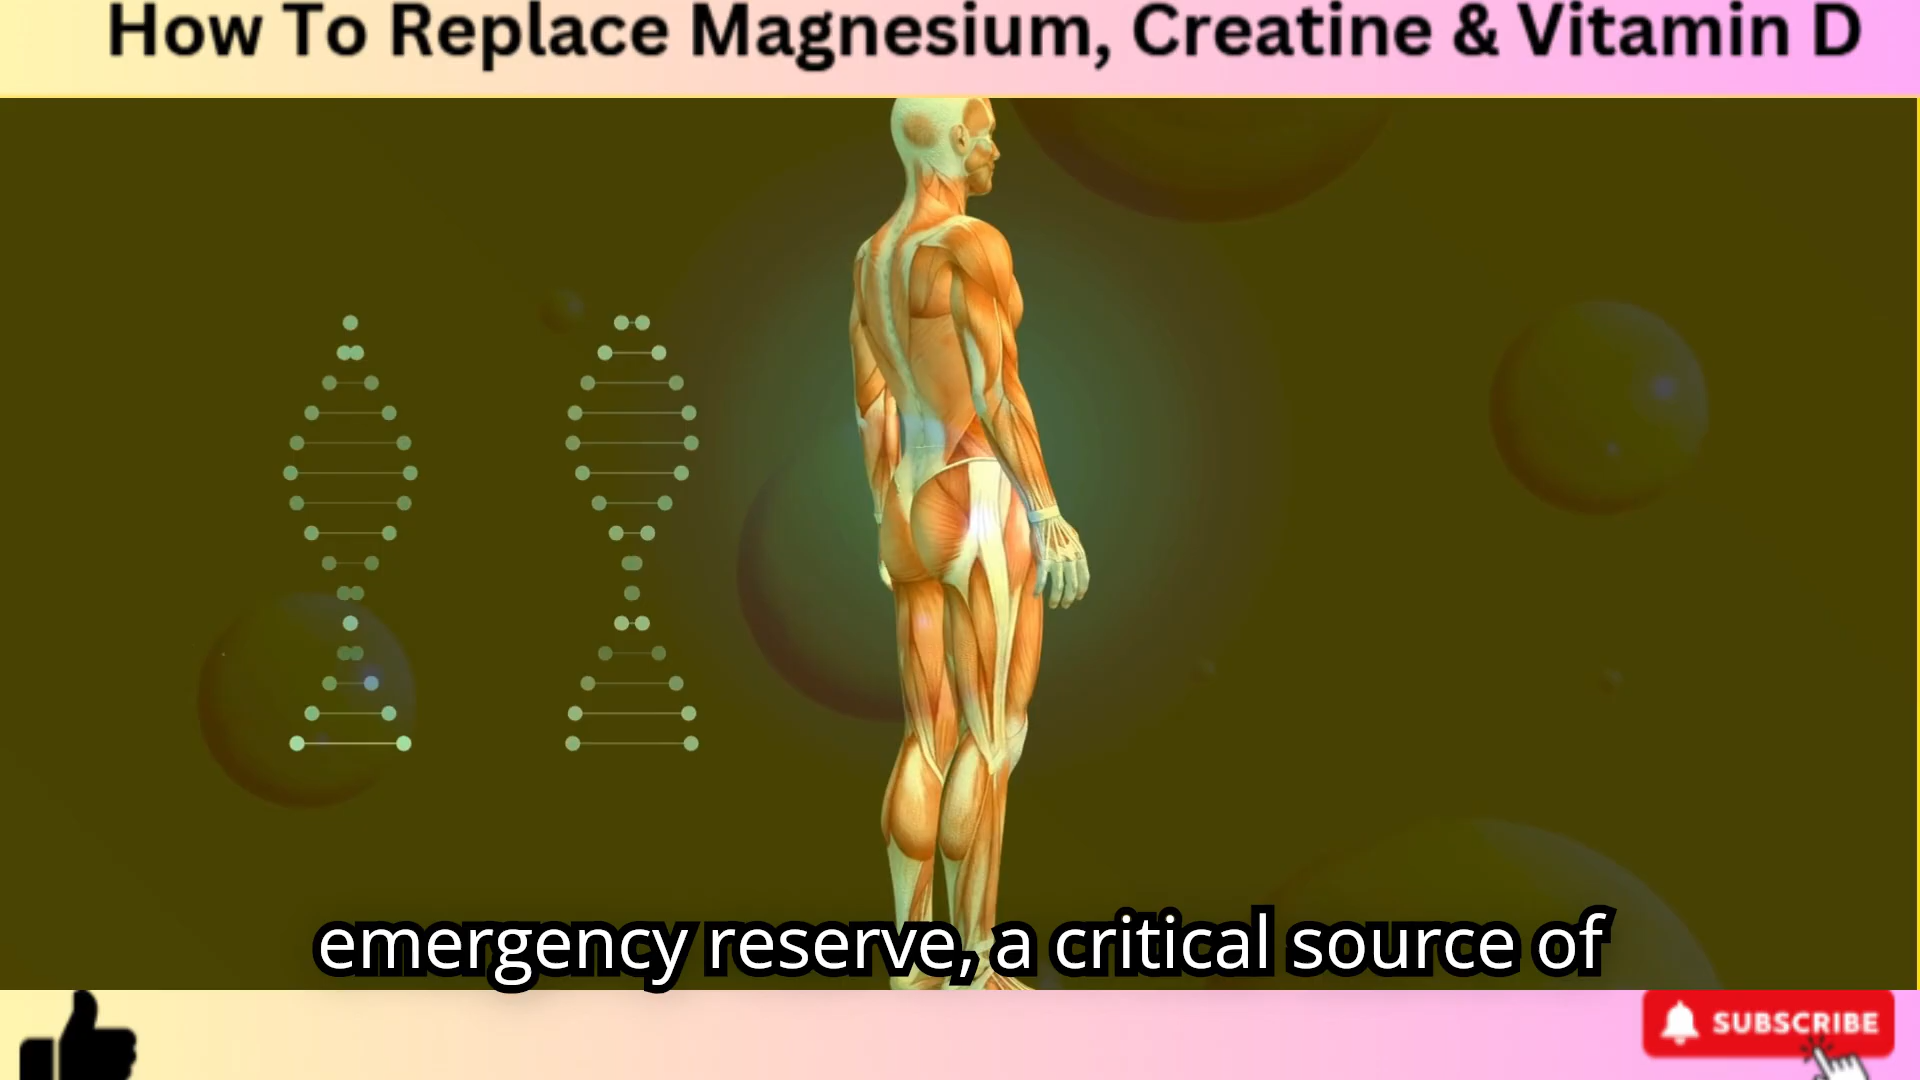 How To Replace Magnesium, Creatine & Vitamin D
emergency reserve, a critical source of
SUBSCRIBE